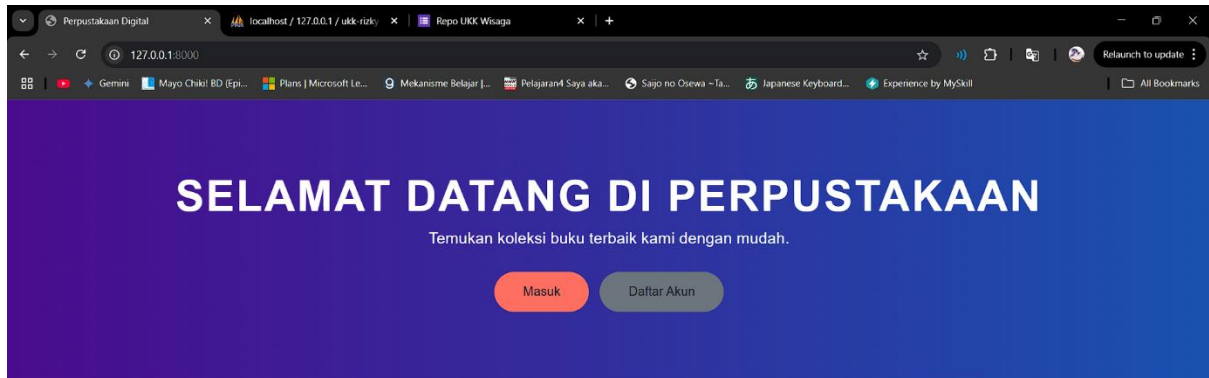 Perpustakaan Digital
localhost / 127.0.0.1 / ukk-rizky
Repo UKK Wisaga
127.0.0.1:8000
Relaunch to update
Gemini
Mayo Chiki! BD (Epi...
Plans | Microsoft Le...
Mekanisme Belajar |...
Pelajaran4 Saya aka...
Saijo no Osewa ~Ta...
あ Japanese Keyboard...
Experience by MySkill
All Bookmarks
SELAMAT DATANG DI PERPUSTAKAAN
Temukan koleksi buku terbaik kami dengan mudah.
Masuk
Daftar Akun